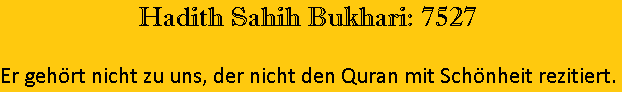 Hadith Sahih Bukhari: 7527
Er gehört nicht zu uns, der nicht den Quran mit Schönheit rezitiert.